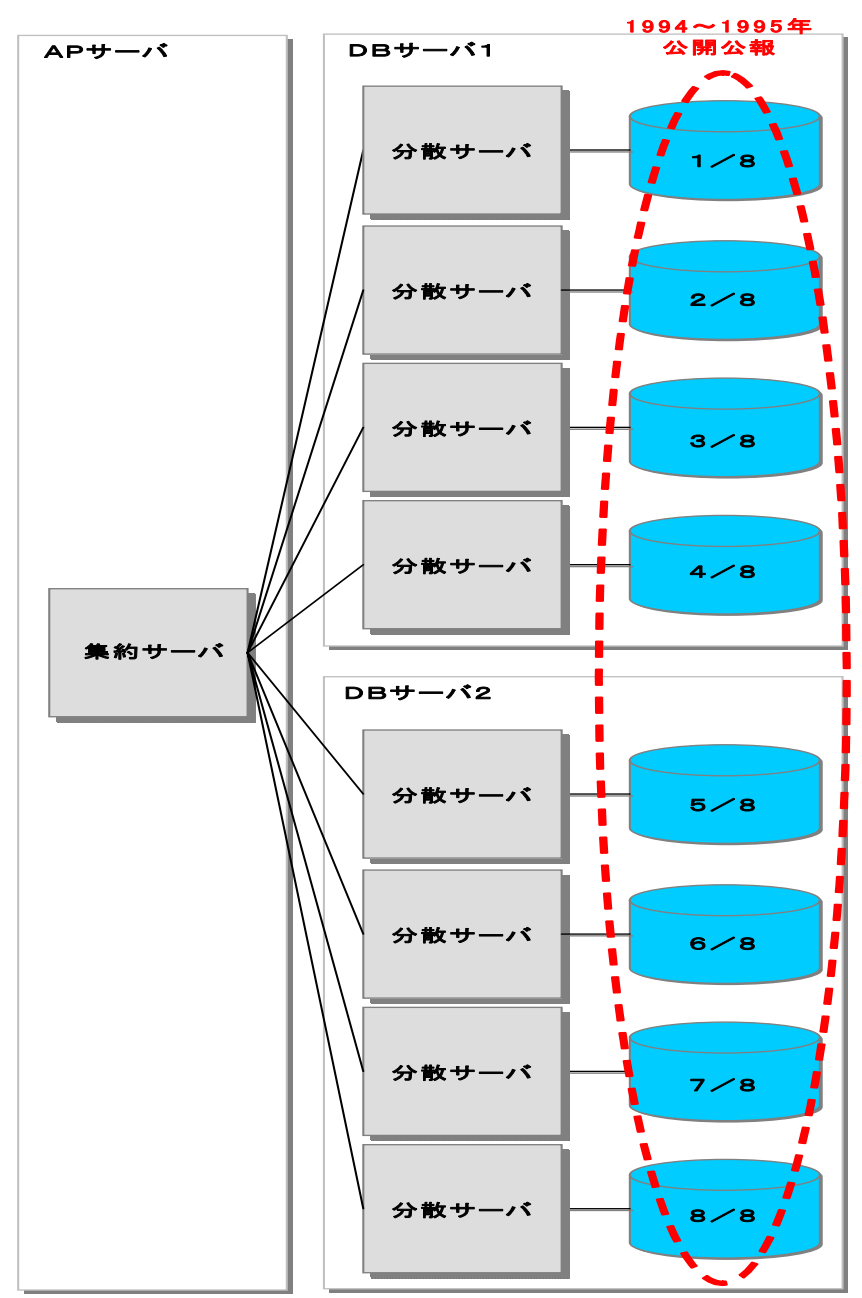 1994~1995年
公開公報
APサーバ
DBサーバ1
分散サーバ
1/8
分散サーバ
2/8
分散サーバ
3/8
分散サーバ
4/8
集約サーバ
DBサーバ2
分散サーバ
5/8
分散サーバ
6/8
分散サーバ
7/8
分散サーバ
8/8